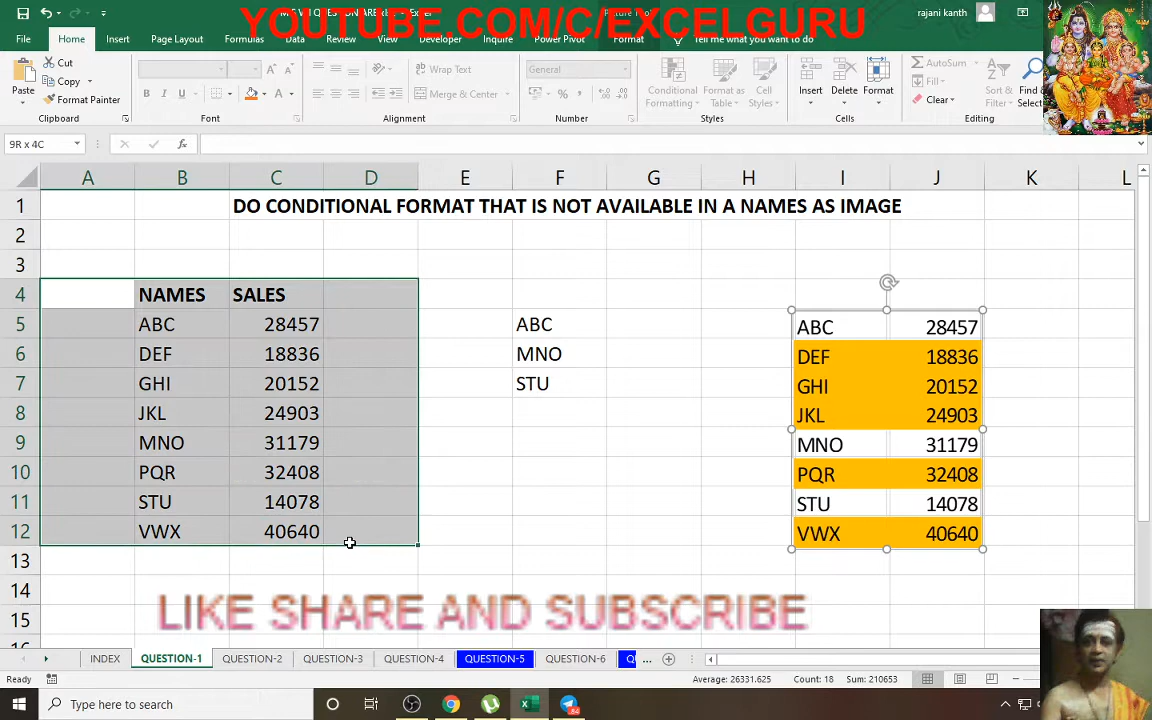 YOUTUBE.COM/C/EXCELGURU
rajani kanth
File Home Insert Page Layout Formulas Data Review View Developer Inquire Power Pivot Format Tell me what you want to do
Paste
Cut
Copy
Format Painter
B I U
Wrap Text
Merge & Center
General
Conditional Formatting
Format as Table
Cell Styles
Insert Delete Format
AutoSum
Fill
Clear
Sort &
Find
Selec
Clipboard Font Alignment Number Styles Cells Editing
9R x 4C
A B C D E F G H I J K L
1 DO CONDITIONAL FORMAT THAT IS NOT AVAILABLE IN A NAMES AS IMAGE
2
3
4 NAMES SALES
5 ABC 28457 ABC ABC 28457
6 DEF 18836 MNO DEF 18836
7 GHI 20152 STU GHI 20152
8 JKL 24903 JKL 24903
9 MNO 31179 MNO 31179
10 PQR 32408 PQR 32408
11 STU 14078 STU 14078
12 VWX 40640 VWX 40640
13
14
15
LIKE SHARE AND SUBSCRIBE
INDEX QUESTION-1 QUESTION-2 QUESTION-3 QUESTION-4 QUESTION-5 QUESTION-6 Q ...
Ready Average: 26331.625 Count: 18 Sum: 210653
Type here to search